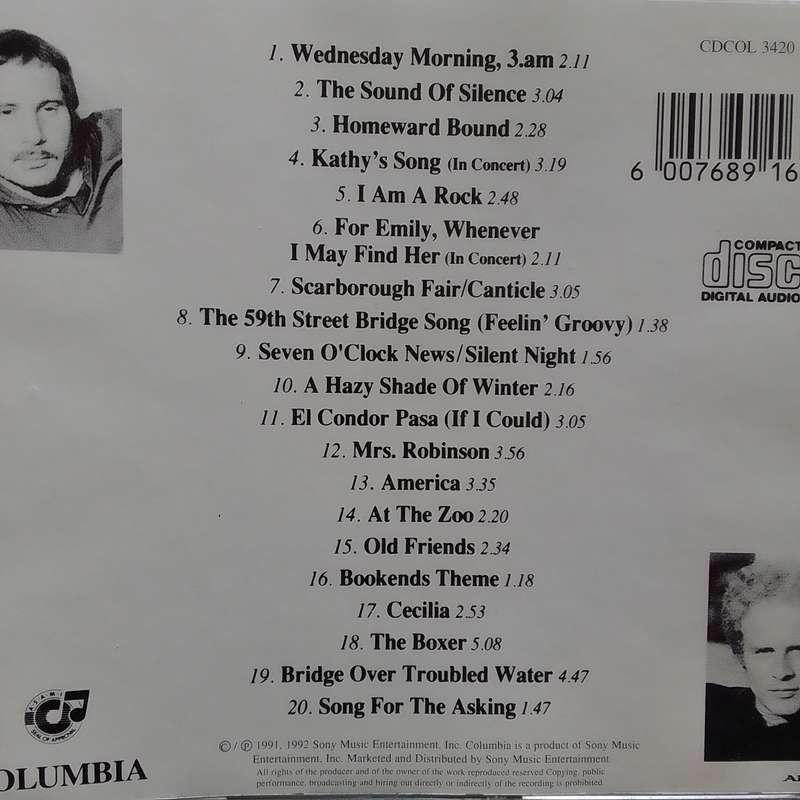 1. Wednesday Morning, 3.am 2.11
CDCOL 3420
2. The Sound Of Silence 3.04
3. Homeward Bound 2.28
4. Kathy's Song (In Concert) 3.19
6 007689 16
5. I Am A Rock 2.48
6. For Emily, Whenever
I May Find Her (In Concert) 2.11
COMPACT
disc
DIGITAL AUDIO
7. Scarborough Fair/Canticle 3.05
8. The 59th Street Bridge Song (Feelin' Groovy) 1.38
9. Seven O'Clock News/Silent Night 1.56
10. A Hazy Shade Of Winter 2.16
11. El Condor Pasa (If I Could) 3.05
12. Mrs. Robinson 3.56
13. America 3.35
14. At The Zoo 2.20
15. Old Friends 2.34
16. Bookends Theme 1.18
17. Cecilia 2.53
18. The Boxer 5.08
19. Bridge Over Troubled Water 4.47
20. Song For The Asking 1.47
A.S.A.M.I.
SEAL OF APPROVAL
OLUMBIA
©/℗ 1991, 1992 Sony Music Entertainment, Inc. Columbia is a product of Sony Music
Entertainment, Inc. Marketed and Distributed by Sony Music Entertainment
All rights of the producer and of the owner of the work reproduced reserved Copying, public
performance, broadcasting and hiring out directly or indirectly of the recording is prohibited